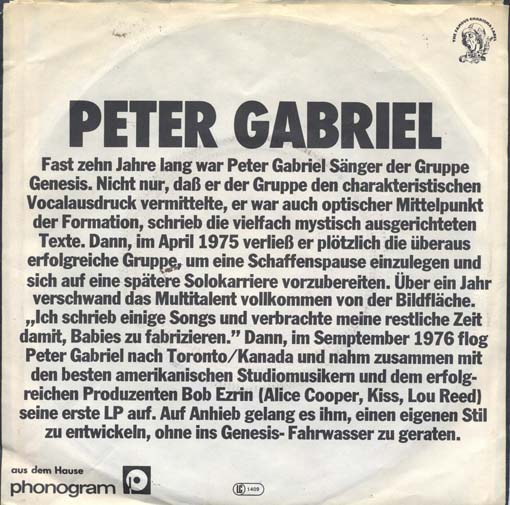 THE FAMOUS CHARISMA LABEL
PETER GABRIEL
Fast zehn Jahre lang war Peter Gabriel Sänger der Gruppe
Genesis. Nicht nur, daß er der Gruppe den charakteristischen
Vocalausdruck vermittelte, er war auch optischer Mittelpunkt
der Formation, schrieb die vielfach mystisch ausgerichteten
Texte. Dann, im April 1975 verließ er plötzlich die überaus
erfolgreiche Gruppe, um eine Schaffenspause einzulegen und
sich auf eine spätere Solokarriere vorzubereiten. Über ein Jahr
verschwand das Multitalent vollkommen von der Bildfläche.
„Ich schrieb einige Songs und verbrachte meine restliche Zeit
damit, Babies zu fabrizieren.” Dann, im Semptember 1976 flog
Peter Gabriel nach Toronto/Kanada und nahm zusammen mit
den besten amerikanischen Studiomusikern und dem erfolg-
reichen Produzenten Bob Ezrin (Alice Cooper, Kiss, Lou Reed)
seine erste LP auf. Auf Anhieb gelang es ihm, einen eigenen Stil
zu entwickeln, ohne ins Genesis- Fahrwasser zu geraten.
aus dem Hause
phonogram p
LC 1409